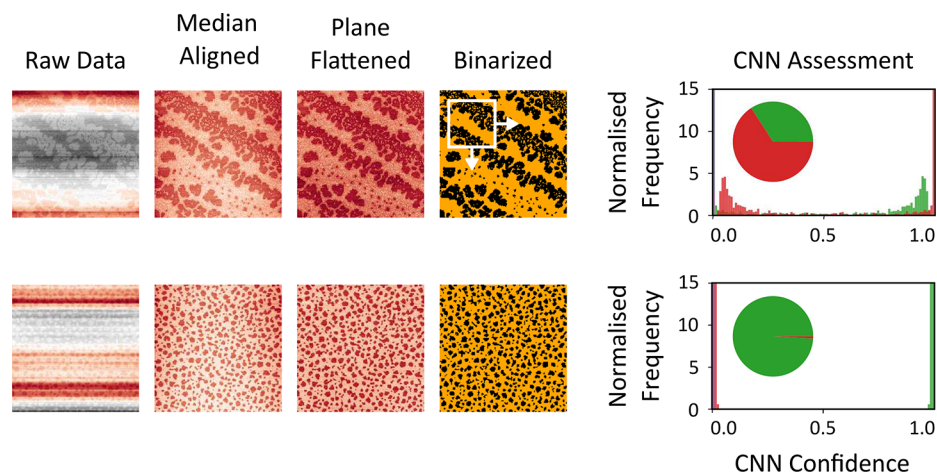 Raw Data
Median
Aligned
Plane
Flattened
Binarized
CNN Assessment
Normalised
Frequency
15
10
5
0
0.0
0.5
1.0
Normalised
Frequency
15
10
5
0
0.0
0.5
1.0
CNN Confidence